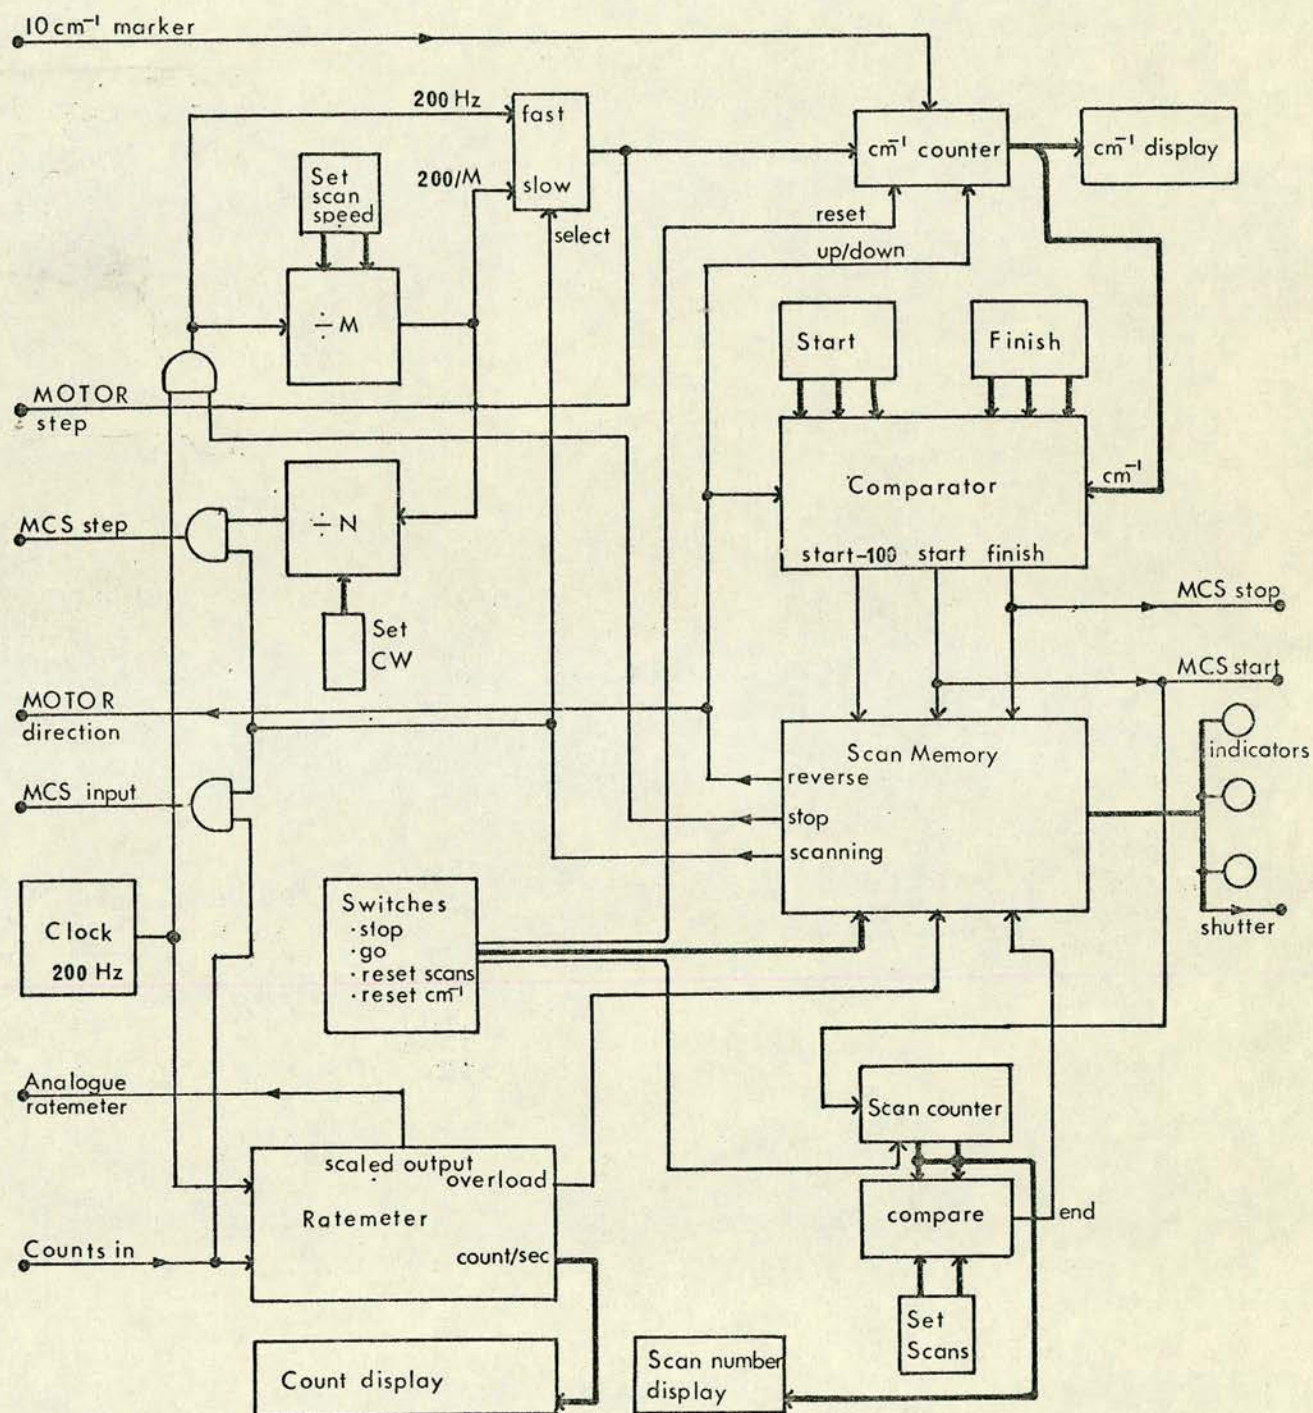 10 cm⁻¹ marker
200 Hz
fast
Set
scan
speed
200/M
slow
select
cm⁻¹ counter
cm⁻¹ display
reset
up/down
÷ M
Start
Finish
MOTOR
step
Comparator
cm⁻¹
÷ N
MCS step
start-100 start finish
Set
CW
MCS stop
MCS start
MOTOR
direction
Scan Memory
indicators
reverse
MCS input
stop
scanning
Switches
·stop
·go
·reset scans
·reset cm⁻¹
Clock
200 Hz
shutter
Analogue
ratemeter
Scan counter
scaled output
overload
Ratemeter
compare
end
Counts in
count/sec
Set
Scans
Count display
Scan number
display